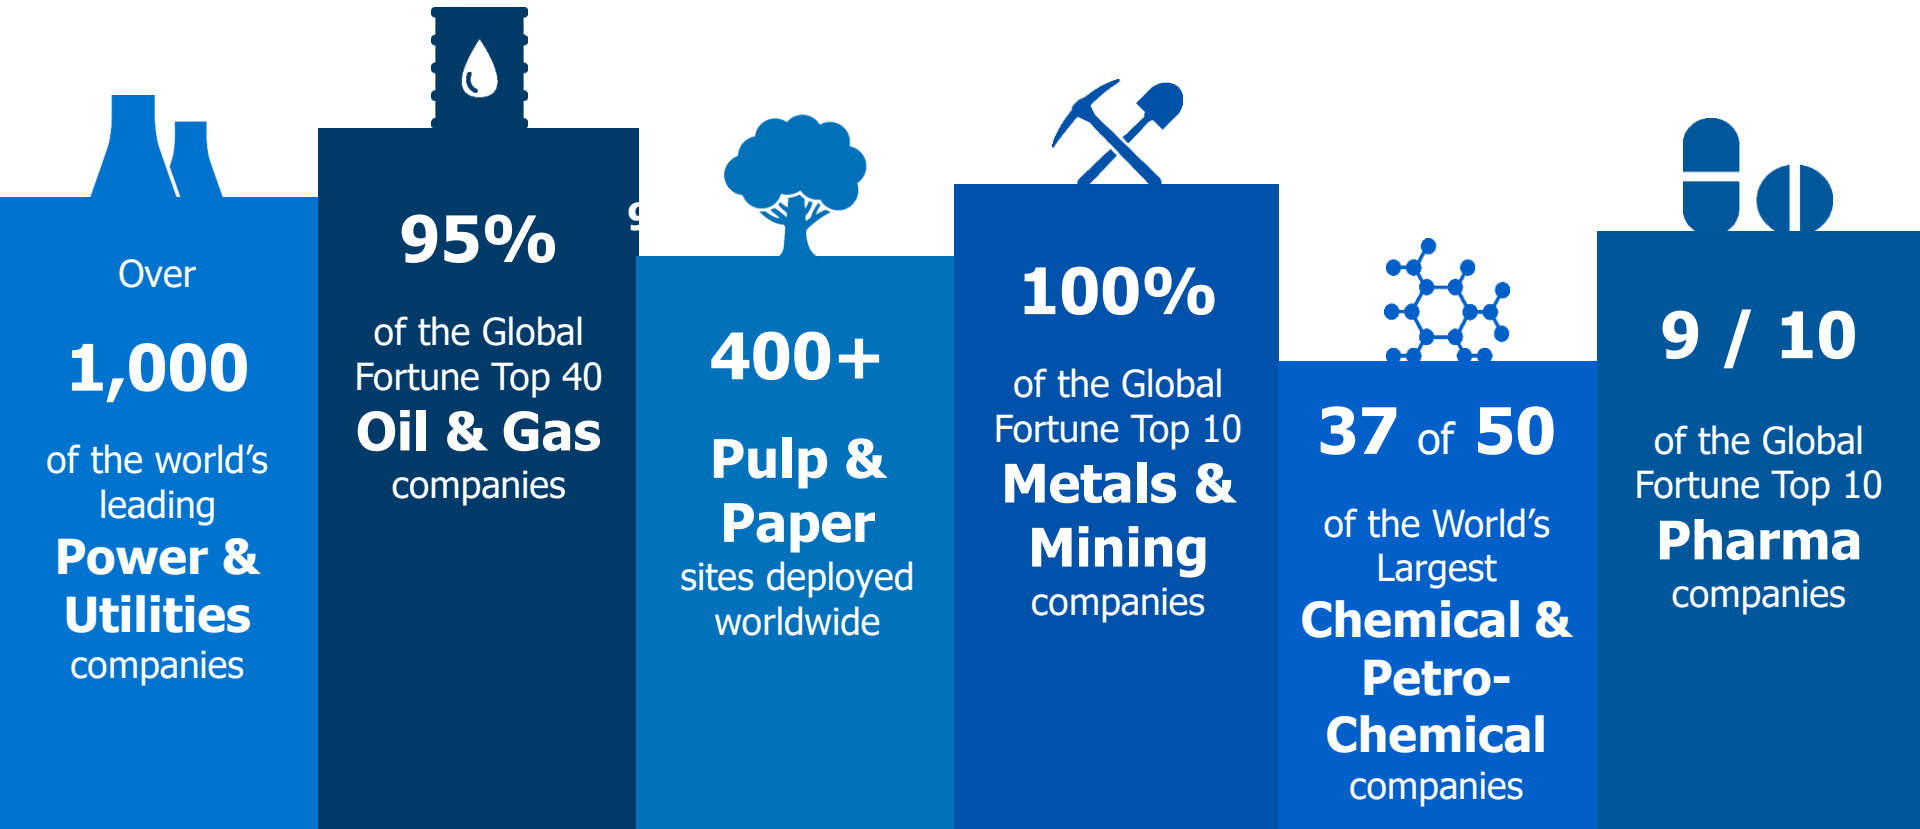 Over
1,000
of the world's
leading
Power &
Utilities
companies
95%
of the Global
Fortune Top 40
Oil & Gas
companies
400+
Pulp &
Paper
sites deployed
worldwide
100%
of the Global
Fortune Top 10
Metals &
Mining
companies
37 of 50
of the World's
Largest
Chemical &
Petro-
Chemical
companies
9 / 10
of the Global
Fortune Top 10
Pharma
companies